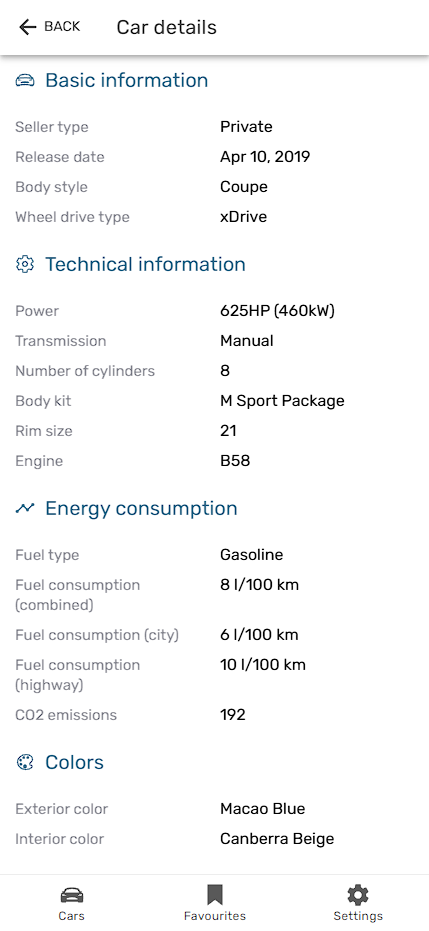 BACK Car details
Basic information
Seller type Private
Release date Apr 10, 2019
Body style Coupe
Wheel drive type xDrive
Technical information
Power 625HP (460kW)
Transmission Manual
Number of cylinders 8
Body kit M Sport Package
Rim size 21
Engine B58
Energy consumption
Fuel type Gasoline
Fuel consumption 8 l/100 km
(combined)
Fuel consumption (city) 6 l/100 km
Fuel consumption 10 l/100 km
(highway)
CO2 emissions 192
Colors
Exterior color Macao Blue
Interior color Canberra Beige
Cars Favourites Settings